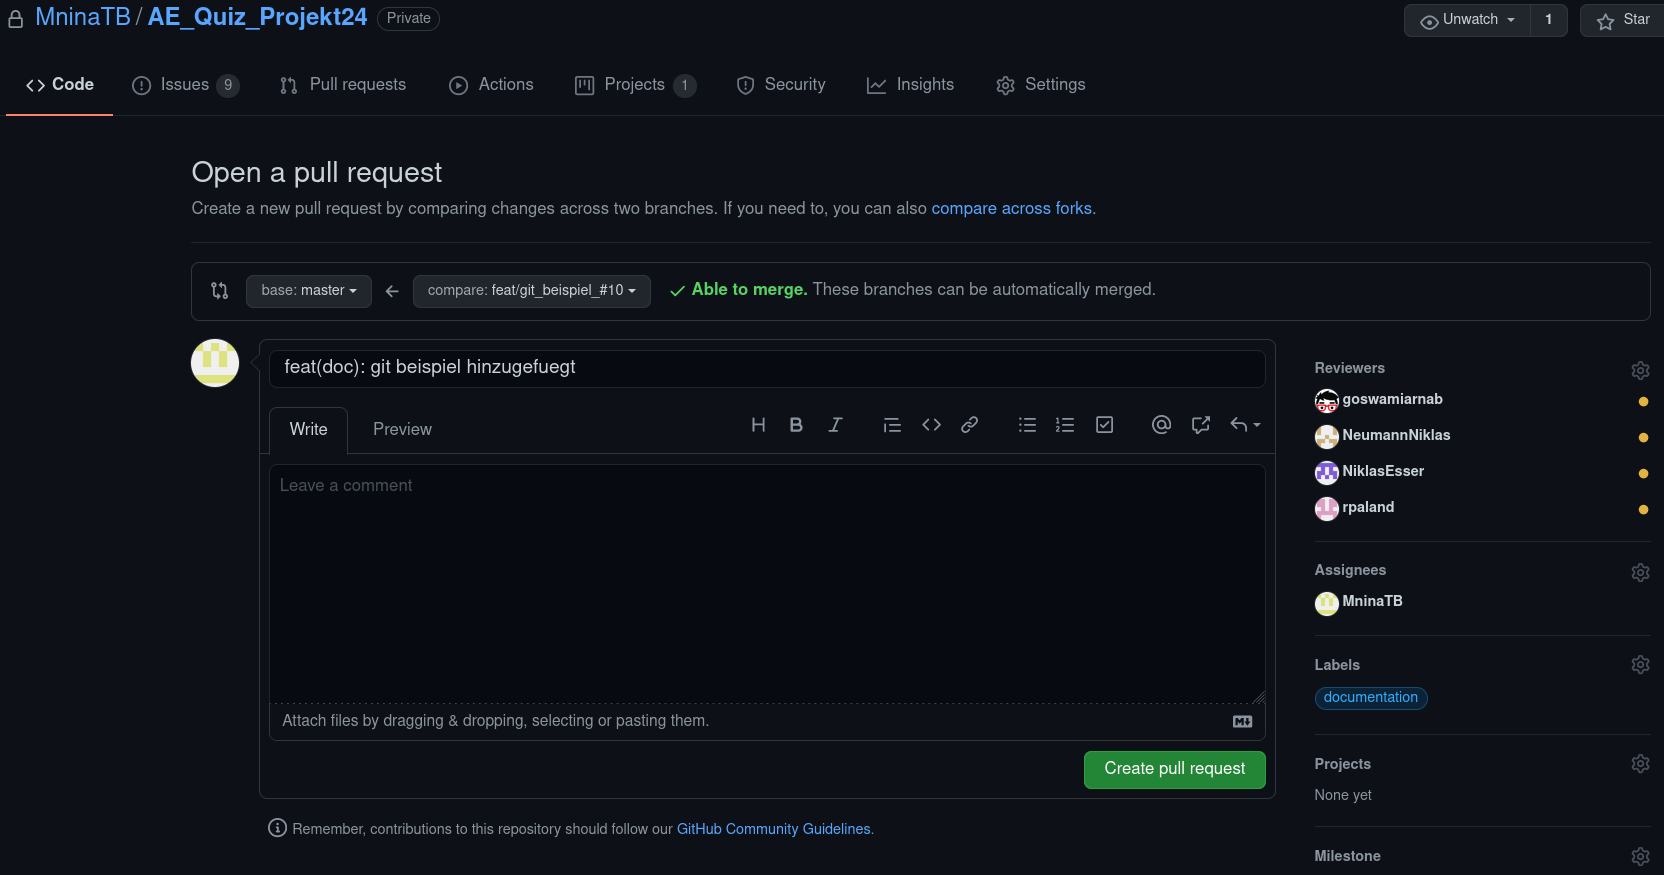 MninaTB / AE_Quiz_Projekt24 Private
Unwatch 1 Star
Code Issues 9 Pull requests Actions Projects 1 Security Insights Settings
Open a pull request
Create a new pull request by comparing changes across two branches. If you need to, you can also compare across forks.
base: master compare: feat/git_beispiel_#10 Able to merge. These branches can be automatically merged.
feat(doc): git beispiel hinzugefuegt
Write Preview
Leave a comment
Attach files by dragging & dropping, selecting or pasting them.
Create pull request
Remember, contributions to this repository should follow our GitHub Community Guidelines.
Reviewers
goswamiarnab
NeumannNiklas
NiklasEsser
rpaland
Assignees
MninaTB
Labels
documentation
Projects
None yet
Milestone